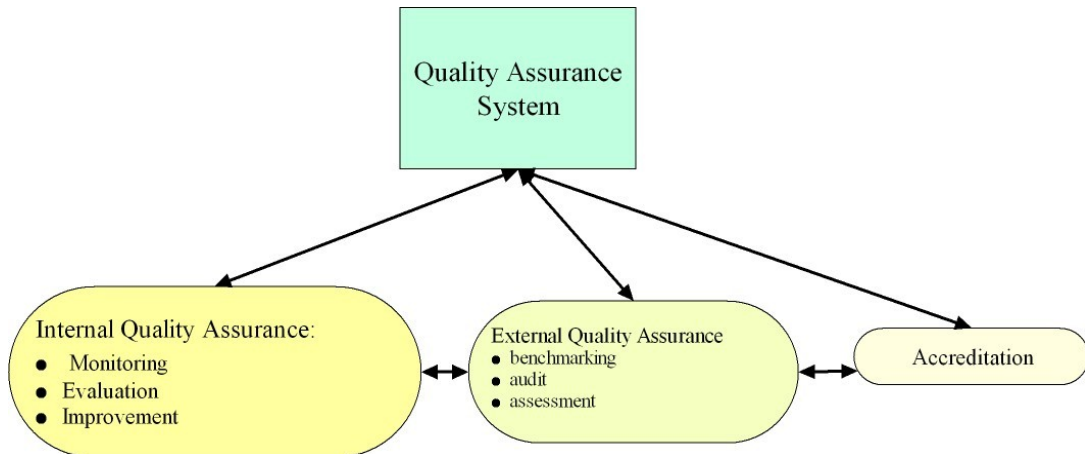 Quality Assurance
System
Internal Quality Assurance:
● Monitoring
● Evaluation
● Improvement
External Quality Assurance
● benchmarking
● audit
● assessment
Accreditation